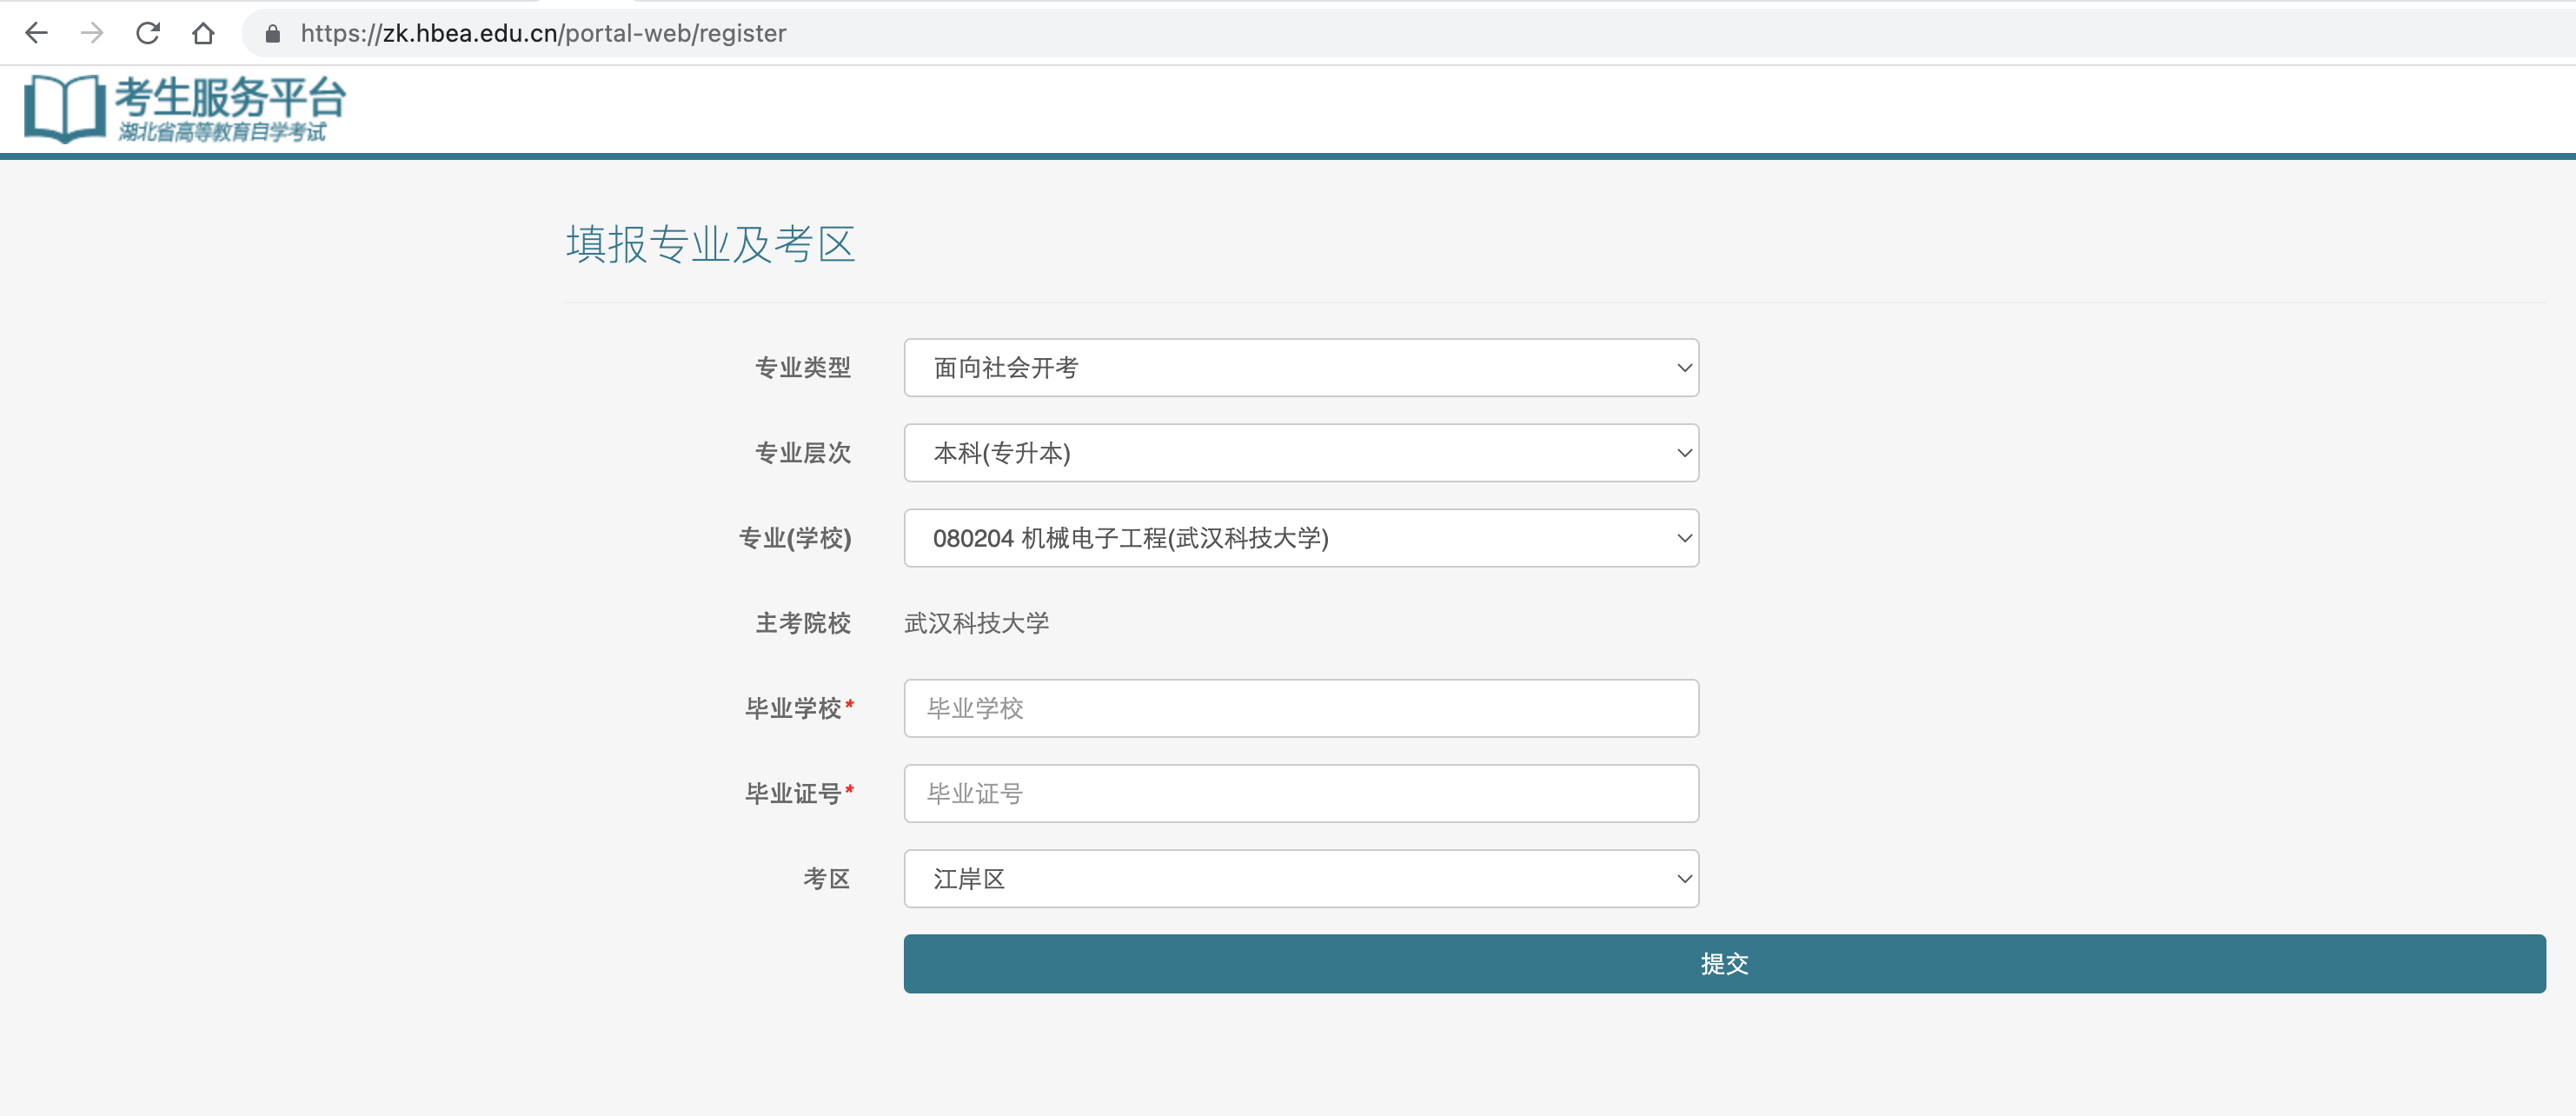 https://zk.hbea.edu.cn/portal-web/register
考生服务平台
湖北省高等教育自学考试
填报专业及考区
专业类型 面向社会开考
专业层次 本科(专升本)
专业(学校) 080204 机械电子工程(武汉科技大学)
主考院校 武汉科技大学
毕业学校* 毕业学校
毕业证号* 毕业证号
考区 江岸区
提交